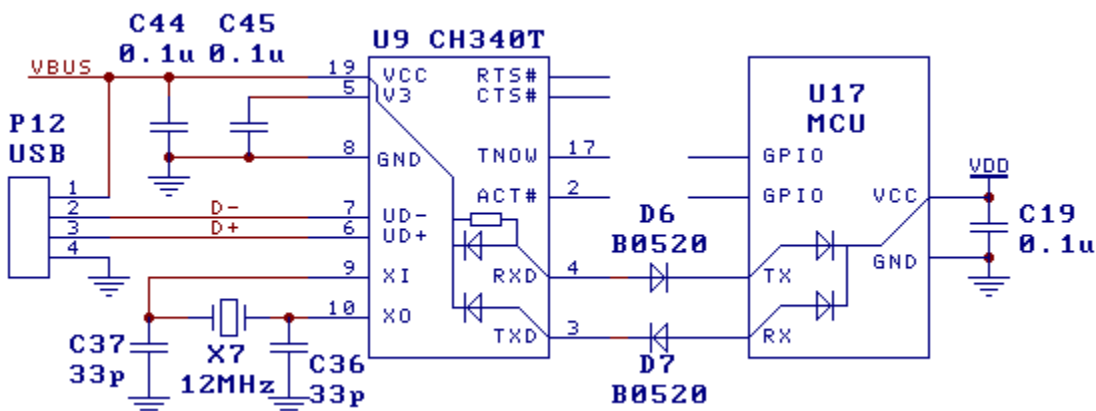 C44 C45
0.1u 0.1u
U9 CH340T
VBUS
19 VCC RTS#
5 V3 CTS#
U17
MCU
P12
USB
8 GND TNOW 17 GPIO
VDD
1 ACT# 2 GPIO VCC
2 D- 7 UD-
3 D+ 6 UD+
4
D6
B0520
C19
0.1u
GND
9 XI RXD 4 TX
10 XO
TXD 3 RX
C37
33p
X7
12MHz
C36
33p
D7
B0520